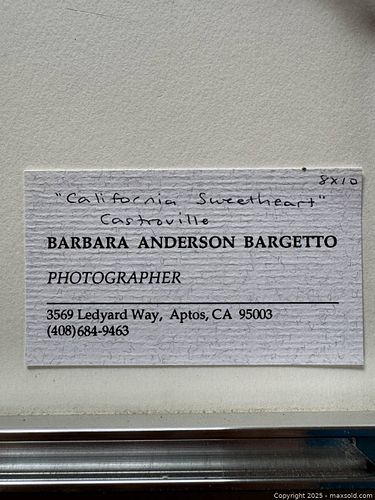 8x10
"California Sweetheart"
Castroville
BARBARA ANDERSON BARGETTO
PHOTOGRAPHER
3569 Ledyard Way, Aptos, CA 95003
(408)684-9463
Copyright 2025 - maxsold.com